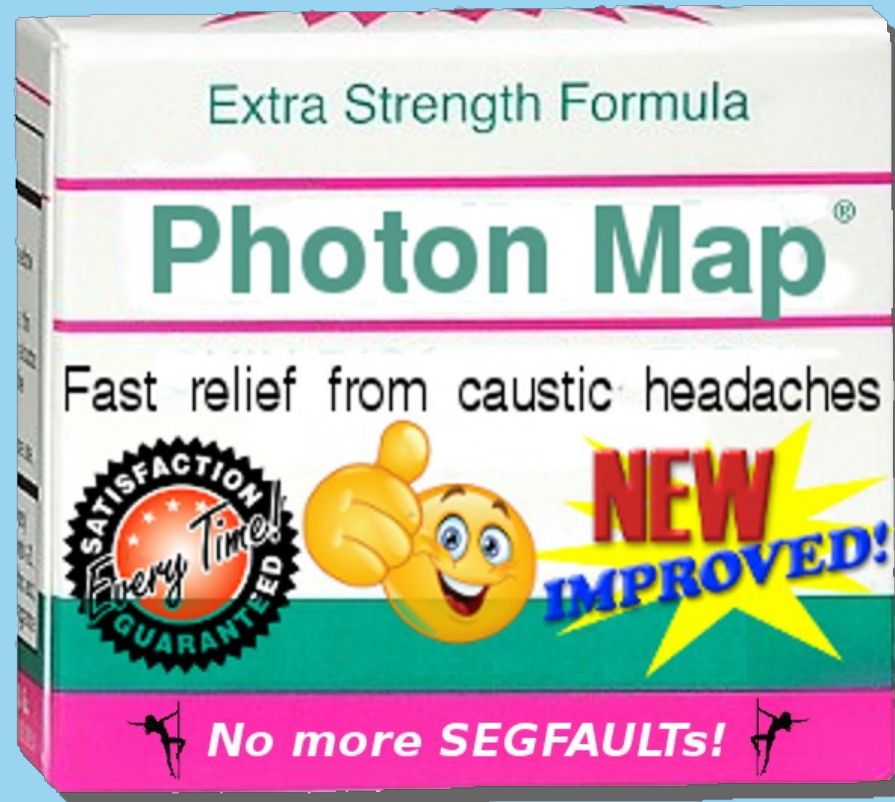 Extra Strength Formula
Photon Map®
Fast relief from caustic headaches
SATISFACTION
Every Time!
GUARANTEED
NEW
IMPROVED!
No more SEGFAULTs!